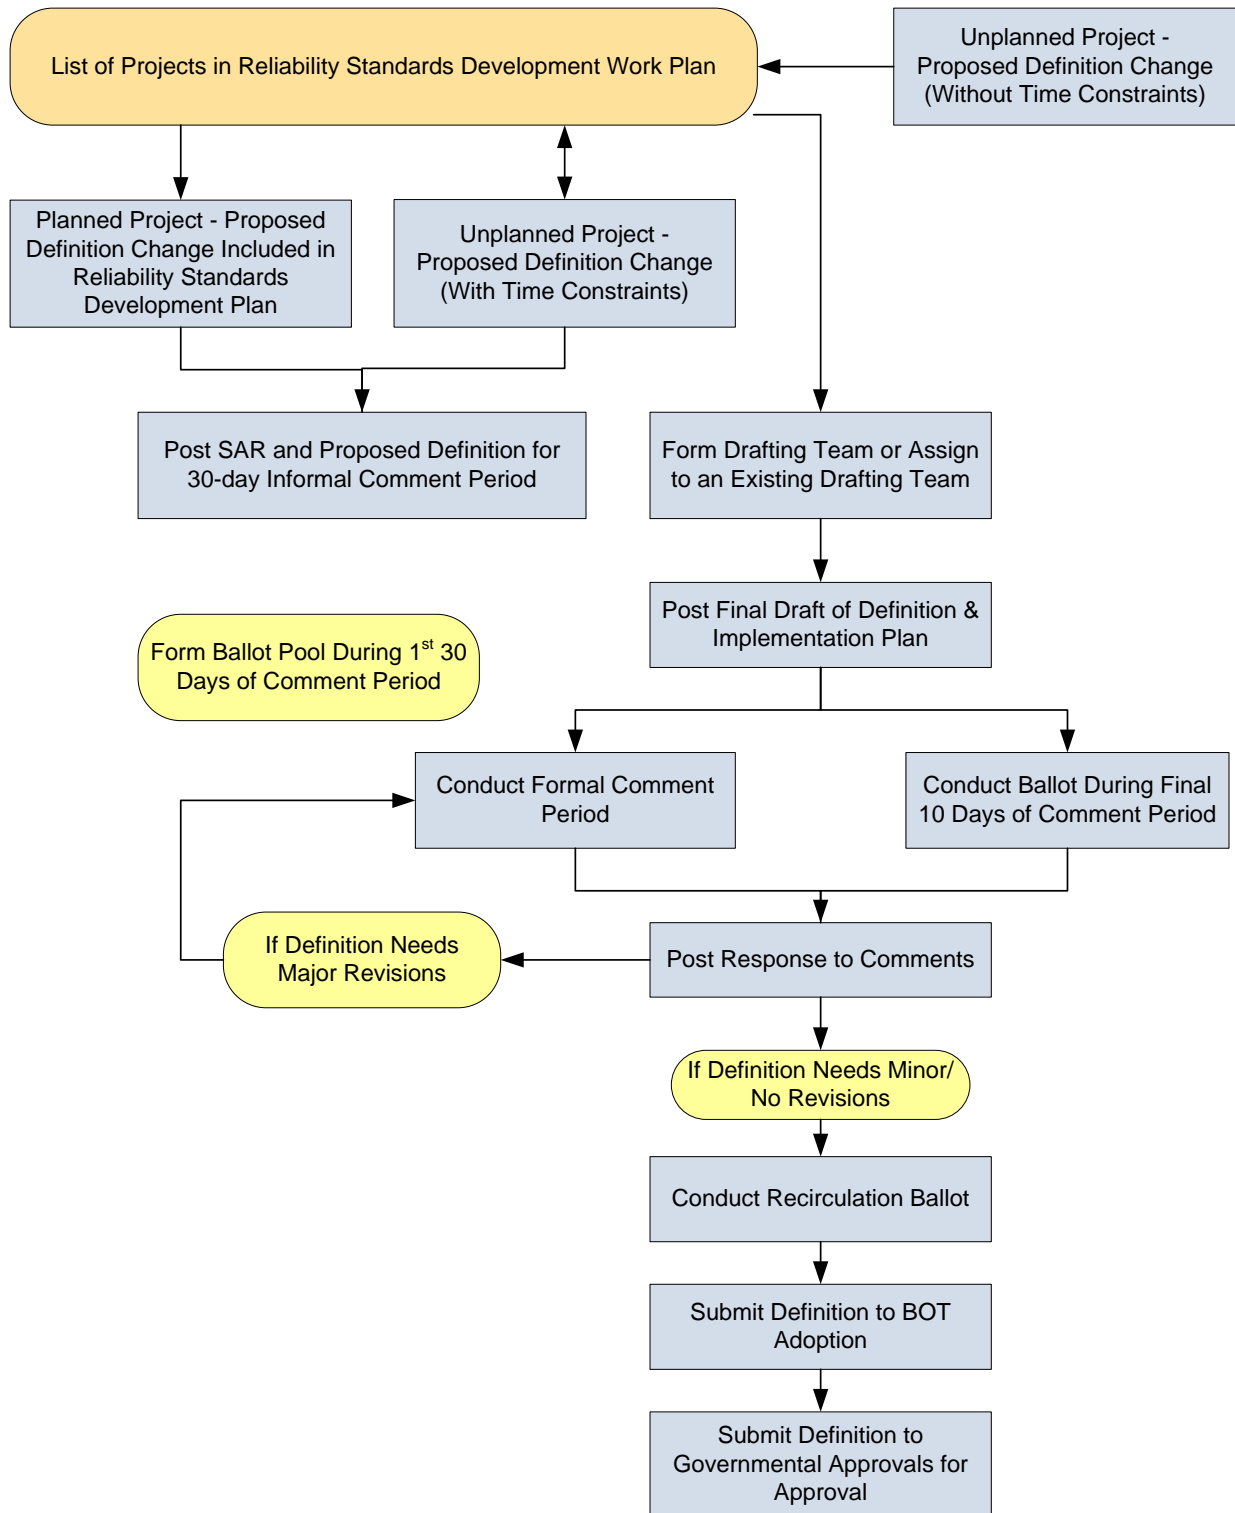 List of Projects in Reliability Standards Development Work Plan
Unplanned Project -
Proposed Definition Change
(Without Time Constraints)
Planned Project - Proposed
Definition Change Included in
Reliability Standards
Development Plan
Unplanned Project -
Proposed Definition Change
(With Time Constraints)
Post SAR and Proposed Definition for
30-day Informal Comment Period
Form Drafting Team or Assign
to an Existing Drafting Team
Post Final Draft of Definition &
Implementation Plan
Form Ballot Pool During 1st 30
Days of Comment Period
Conduct Formal Comment
Period
Conduct Ballot During Final
10 Days of Comment Period
If Definition Needs
Major Revisions
Post Response to Comments
If Definition Needs Minor/
No Revisions
Conduct Recirculation Ballot
Submit Definition to BOT
Adoption
Submit Definition to
Governmental Approvals for
Approval